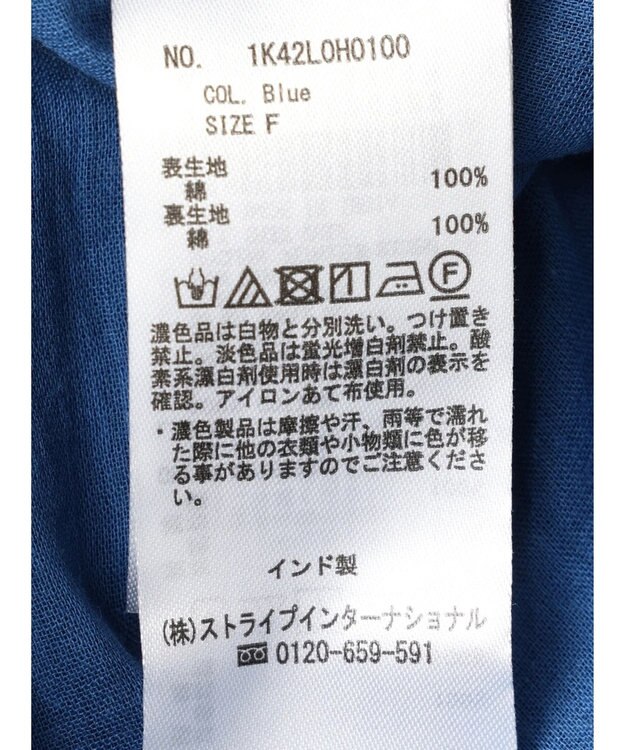 NO. 1K42L0H0100
COL. Blue
SIZE F
表生地
綿 100%
裏生地
綿 100%
F
濃色品は白物と分別洗い。つけ置き
禁止。淡色品は蛍光増白剤禁止。酸
素系漂白剤使用時は漂白剤の表示を
確認。アイロンあて布使用。
・濃色製品は摩擦や汗、雨等で濡れ
た際に他の衣類や小物類に色が移
る事がありますのでご注意くださ
い。
インド製
(株)ストライプインターナショナル
0120-659-591